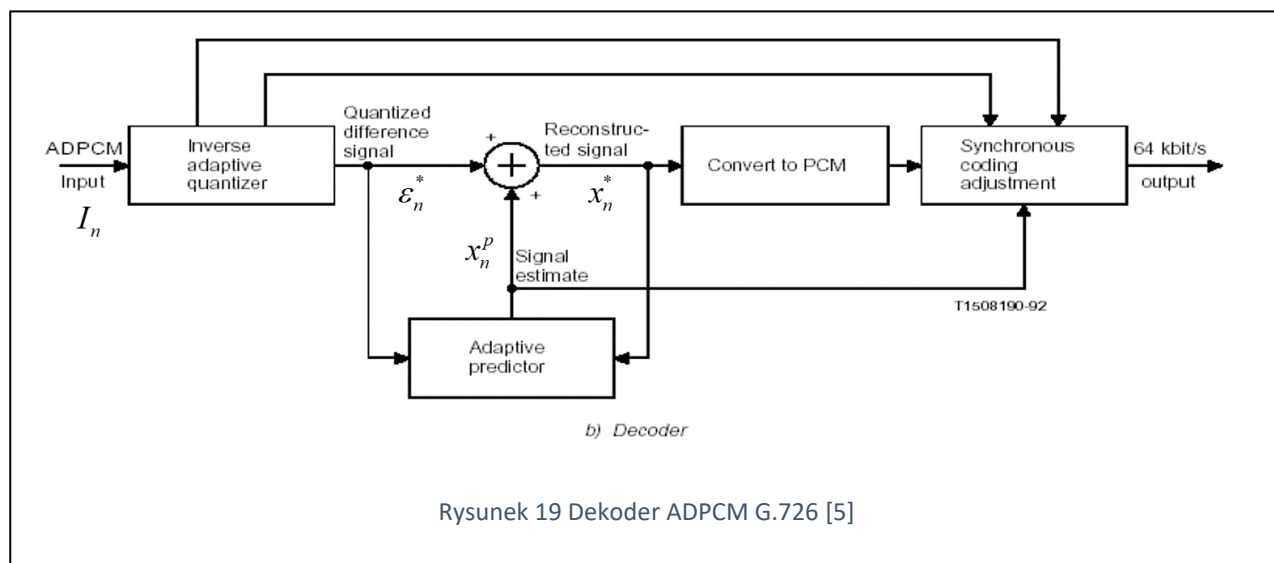 ADPCM
Input
I_n
Inverse
adaptive
quantizer
Quantized
difference
signal
ε_n^*
+
+
+
Reconstruc-
ted signal
x_n^*
Convert to PCM
Synchronous
coding
adjustment
64 kbit/s
output
x_n^p
Signal
estimate
T1508190-92
Adaptive
predictor
b) Decoder
Rysunek 19 Dekoder ADPCM G.726 [5]